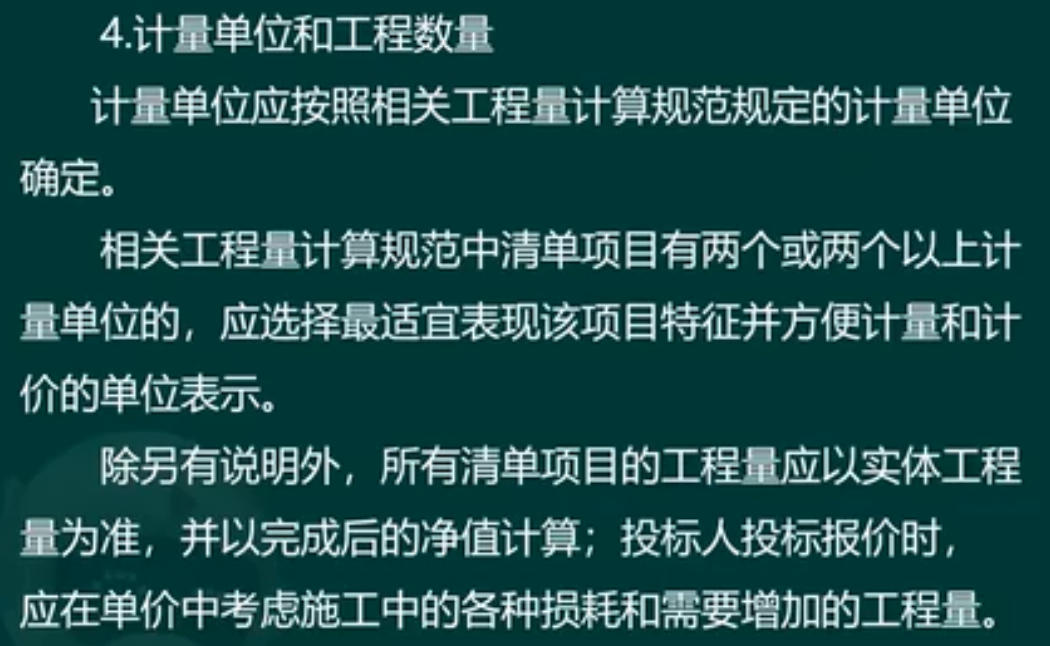 4.计量单位和工程数量
计量单位应按照相关工程量计算规范规定的计量单位
确定。
相关工程量计算规范中清单项目有两个或两个以上计
量单位的，应选择最适宜表现该项目特征并方便计量和计
价的单位表示。
除另有说明外，所有清单项目的工程量应以实体工程
量为准，并以完成后的净值计算；投标人投标报价时，
应在单价中考虑施工中的各种损耗和需要增加的工程量。